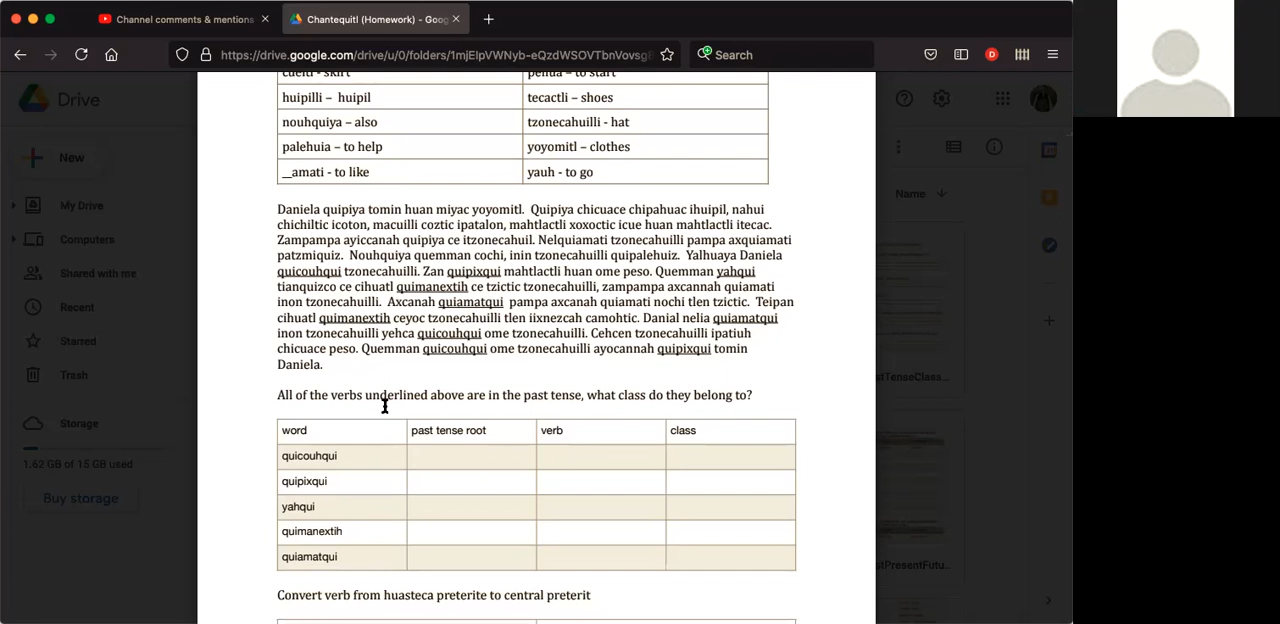 Channel comments & mentions
Chantequitl (Homework) - Goog
https://drive.google.com/drive/u/0/folders/1mjElpVWNyb-eQzdWSOVTbnVovsgl
Search
Drive
New
My Drive
Computers
Shared with me
Recent
Starred
Trash
Storage
1.62 GB of 15 GB used
Buy storage
Name
astTenseClass...
astPresentFutu...
cueitl - skirt
pehua – to start
huipilli – huipil
tecactli – shoes
nouhquiya – also
tzonecahuilli - hat
palehuia – to help
yoyomitl – clothes
__amati - to like
yauh - to go
Daniela quipiya tomin huan miyac yoyomitl. Quipiya chicuace chipahuac ihuipil, nahui
chichiltic icoton, macuilli coztic ipatalon, mahtlactli xoxoctic icue huan mahtlactli itecac.
Zampampa ayiccanah quipiya ce itzonecahuil. Nelquiamati tzonecahuilli pampa axquiamati
patzmiquiz. Nouhquiya quemman cochi, inin tzonecahuilli quipalehuiz. Yalhuaya Daniela
quicouhqui tzonecahuilli. Zan quipixqui mahtlactli huan ome peso. Quemman yahqui
tianquizco ce cihuatl quimanextih ce tzictic tzonecahuilli, zampampa axcannah quiamati
inon tzonecahuilli. Axcanah quiamatqui pampa axcanah quiamati nochi tlen tzictic. Teipan
cihuatl quimanextih ceyoc tzonecahuilli tlen iixnezcah camohtic. Danial nelia quiamatqui
inon tzonecahuilli yehca quicouhqui ome tzonecahuilli. Cehcen tzonecahuilli ipatiuh
chicuace peso. Quemman quicouhqui ome tzonecahuilli ayocannah quipixqui tomin
Daniela.
All of the verbs underlined above are in the past tense, what class do they belong to?
word
past tense root
verb
class
quicouhqui
quipixqui
yahqui
quimanextih
quiamatqui
Convert verb from huasteca preterite to central preterit